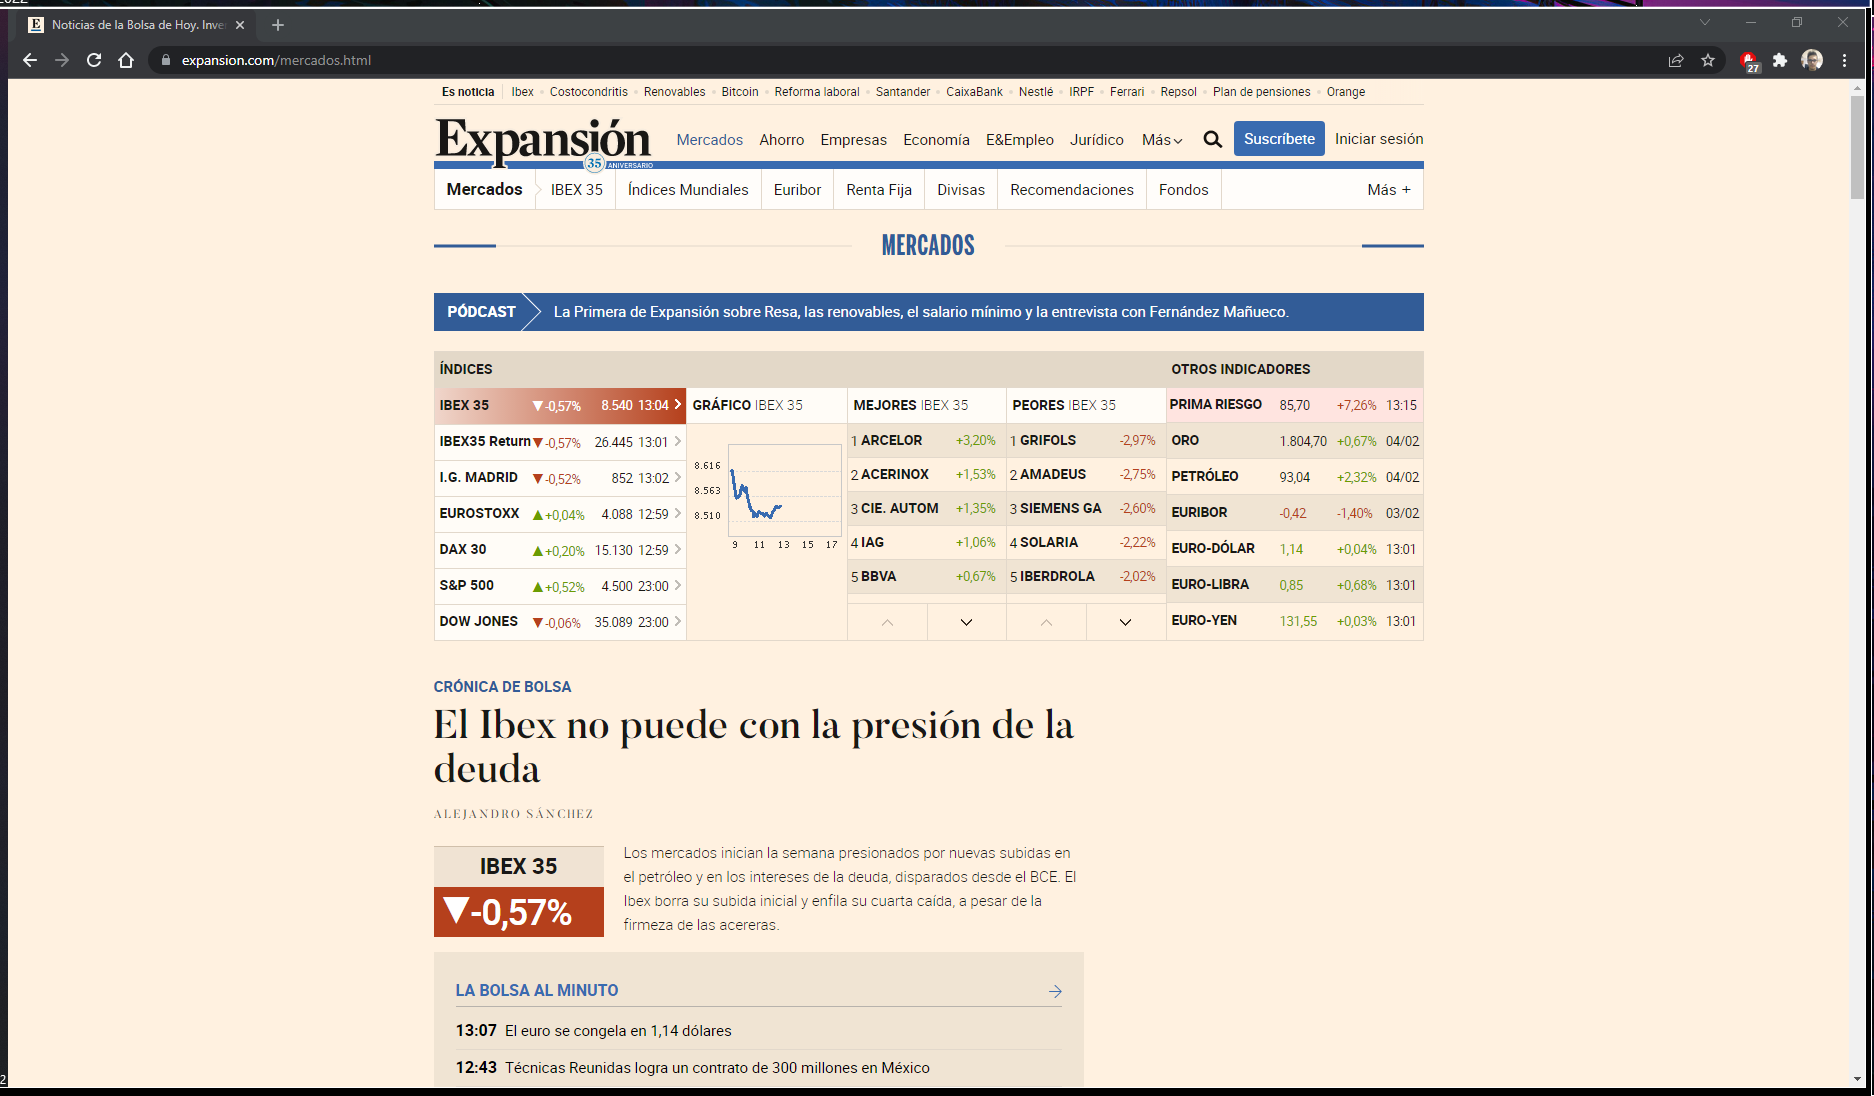 2022
Noticias de la Bolsa de Hoy. Inve
expansion.com/mercados.html
27
Es noticia Ibex Costocondritis Renovables Bitcoin Reforma laboral Santander CaixaBank Nestlé IRPF Ferrari Repsol Plan de pensiones Orange
Expansión
35 ANIVERSARIO
Mercados Ahorro Empresas Economía E&Empleo Jurídico Más Suscríbete Iniciar sesión
Mercados IBEX 35 Índices Mundiales Euribor Renta Fija Divisas Recomendaciones Fondos Más +
MERCADOS
PÓDCAST La Primera de Expansión sobre Resa, las renovables, el salario mínimo y la entrevista con Fernández Mañueco.
ÍNDICES
IBEX 35 ▼-0,57% 8.540 13:04
IBEX35 Return ▼-0,57% 26.445 13:01
I.G. MADRID ▼-0,52% 852 13:02
EUROSTOXX ▲+0,04% 4.088 12:59
DAX 30 ▲+0,20% 15.130 12:59
S&P 500 ▲+0,52% 4.500 23:00
DOW JONES ▼-0,06% 35.089 23:00
GRÁFICO IBEX 35
8.616
8.563
8.510
9 11 13 15 17
MEJORES IBEX 35
1 ARCELOR +3,20%
2 ACERINOX +1,53%
3 CIE. AUTOM +1,35%
4 IAG +1,06%
5 BBVA +0,67%
PEORES IBEX 35
1 GRIFOLS -2,97%
2 AMADEUS -2,75%
3 SIEMENS GA -2,60%
4 SOLARIA -2,22%
5 IBERDROLA -2,02%
OTROS INDICADORES
PRIMA RIESGO 85,70 +7,26% 13:15
ORO 1.804,70 +0,67% 04/02
PETRÓLEO 93,04 +2,32% 04/02
EURIBOR -0,42 -1,40% 03/02
EURO-DÓLAR 1,14 +0,04% 13:01
EURO-LIBRA 0,85 +0,68% 13:01
EURO-YEN 131,55 +0,03% 13:01
CRÓNICA DE BOLSA
El Ibex no puede con la presión de la
deuda
ALEJANDRO SÁNCHEZ
IBEX 35
▼-0,57%
Los mercados inician la semana presionados por nuevas subidas en
el petróleo y en los intereses de la deuda, disparados desde el BCE. El
Ibex borra su subida inicial y enfila su cuarta caída, a pesar de la
firmeza de las acereras.
LA BOLSA AL MINUTO
13:07 El euro se congela en 1,14 dólares
12:43 Técnicas Reunidas logra un contrato de 300 millones en México
2